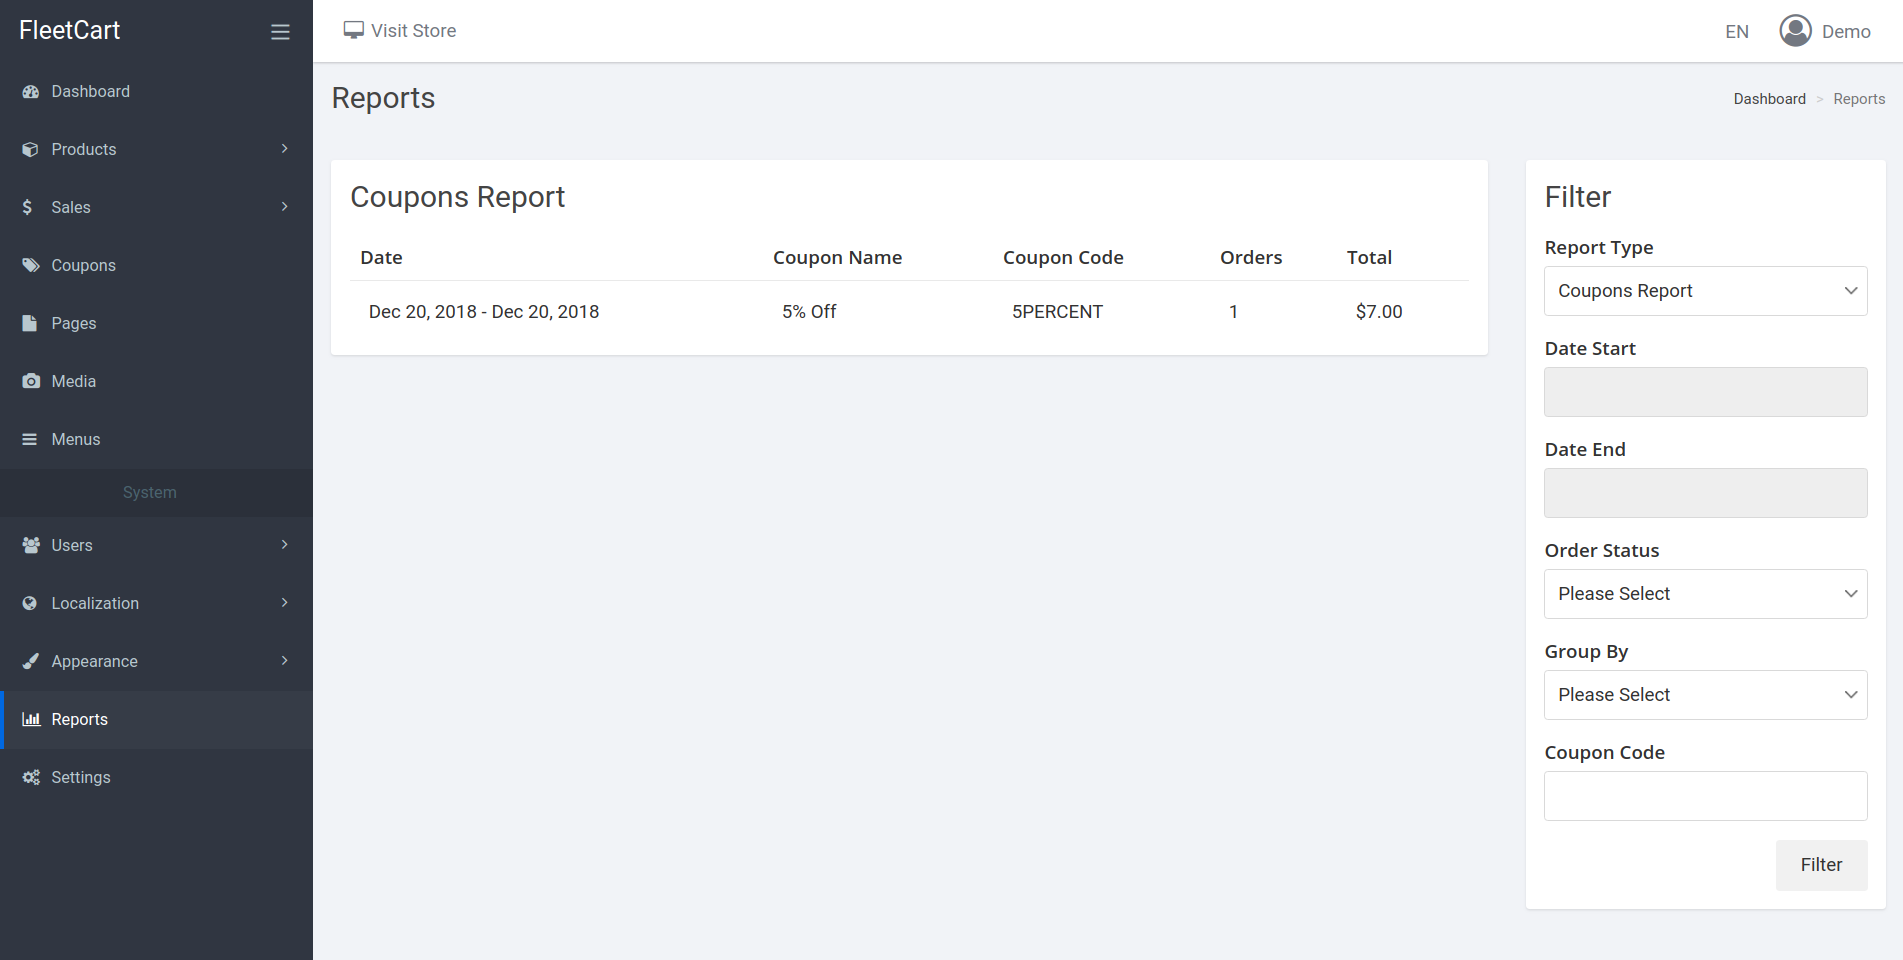 FleetCart
Visit Store
EN
Demo
Dashboard
Products
Sales
Coupons
Pages
Media
Menus
System
Users
Localization
Appearance
Reports
Settings
Reports
Dashboard > Reports
Coupons Report
Date Coupon Name Coupon Code Orders Total
Dec 20, 2018 - Dec 20, 2018 5% Off 5PERCENT 1 $7.00
Filter
Report Type
Coupons Report
Date Start
Date End
Order Status
Please Select
Group By
Please Select
Coupon Code
Filter